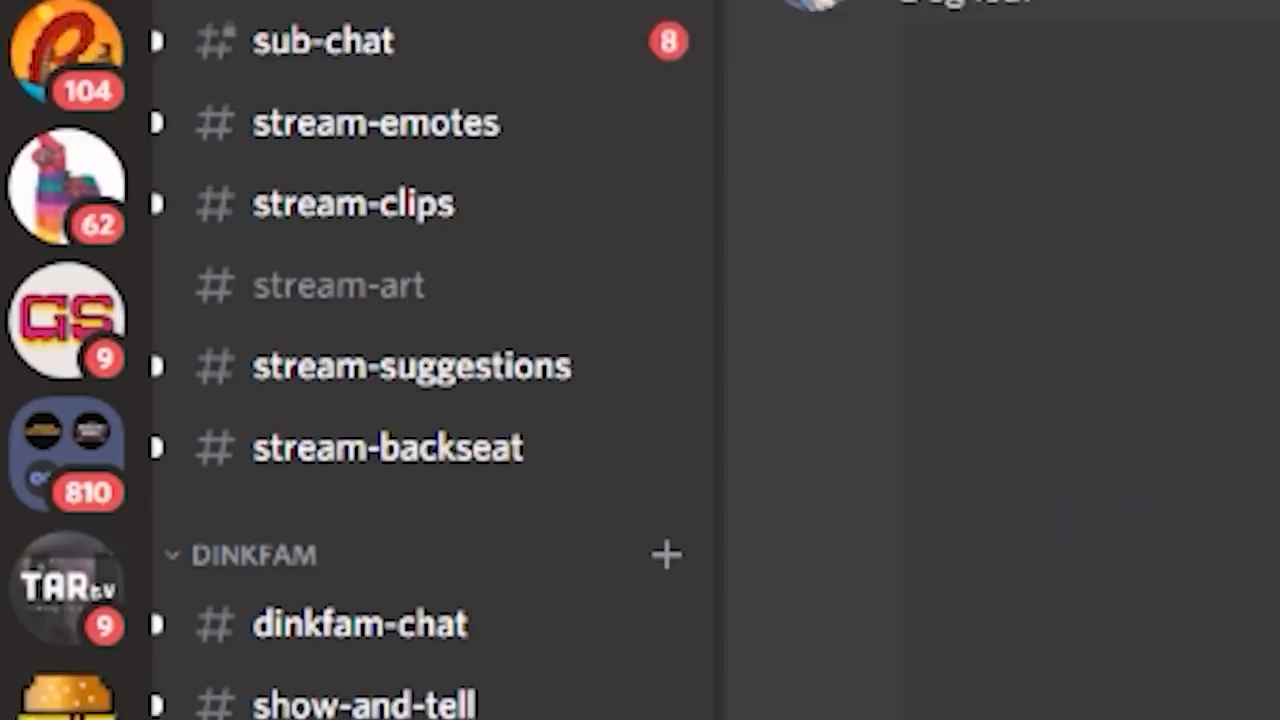 sub-chat 8
104
stream-emotes
stream-clips
62
stream-art
GS
9
stream-suggestions
stream-backseat
810
DINKFAM
TARtv
9
dinkfam-chat
show-and-tell